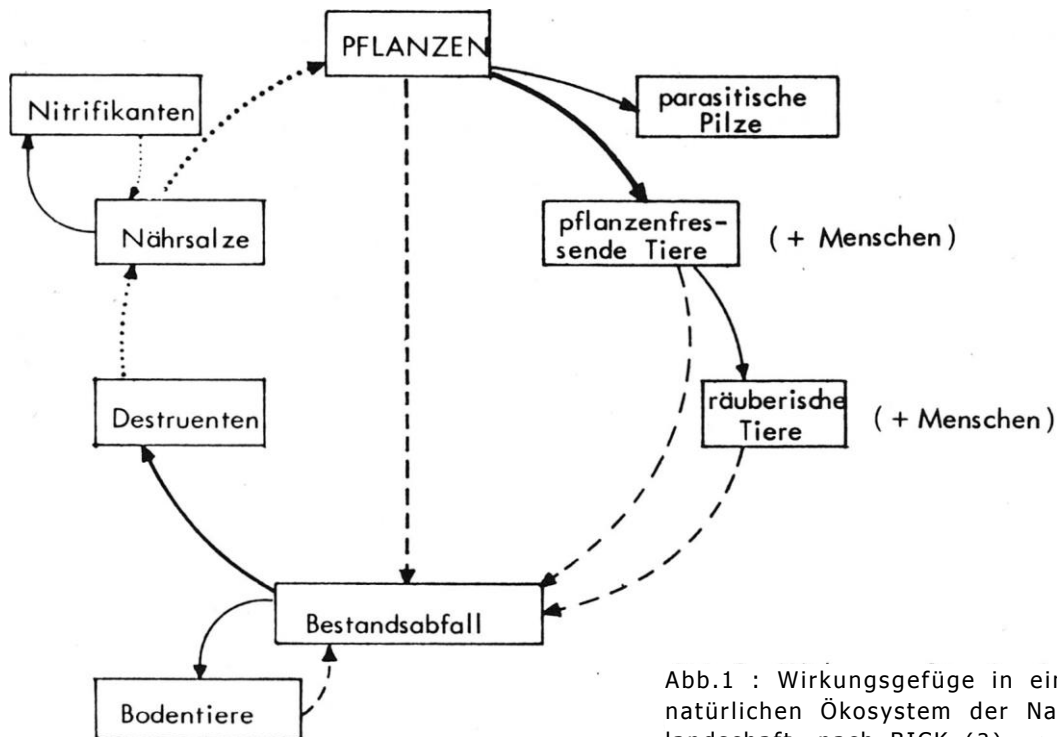 PFLANZEN
Nitrifikanten
parasitische
Pilze
Nährsalze
pflanzenfres-
sende Tiere
( + Menschen )
Destruenten
räuberische
Tiere
( + Menschen )
Bestandsabfall
Bodentiere
Abb.1 : Wirkungsgefüge in ein
natürlichen Ökosystem der Na
landschaft, nach BICK (2)